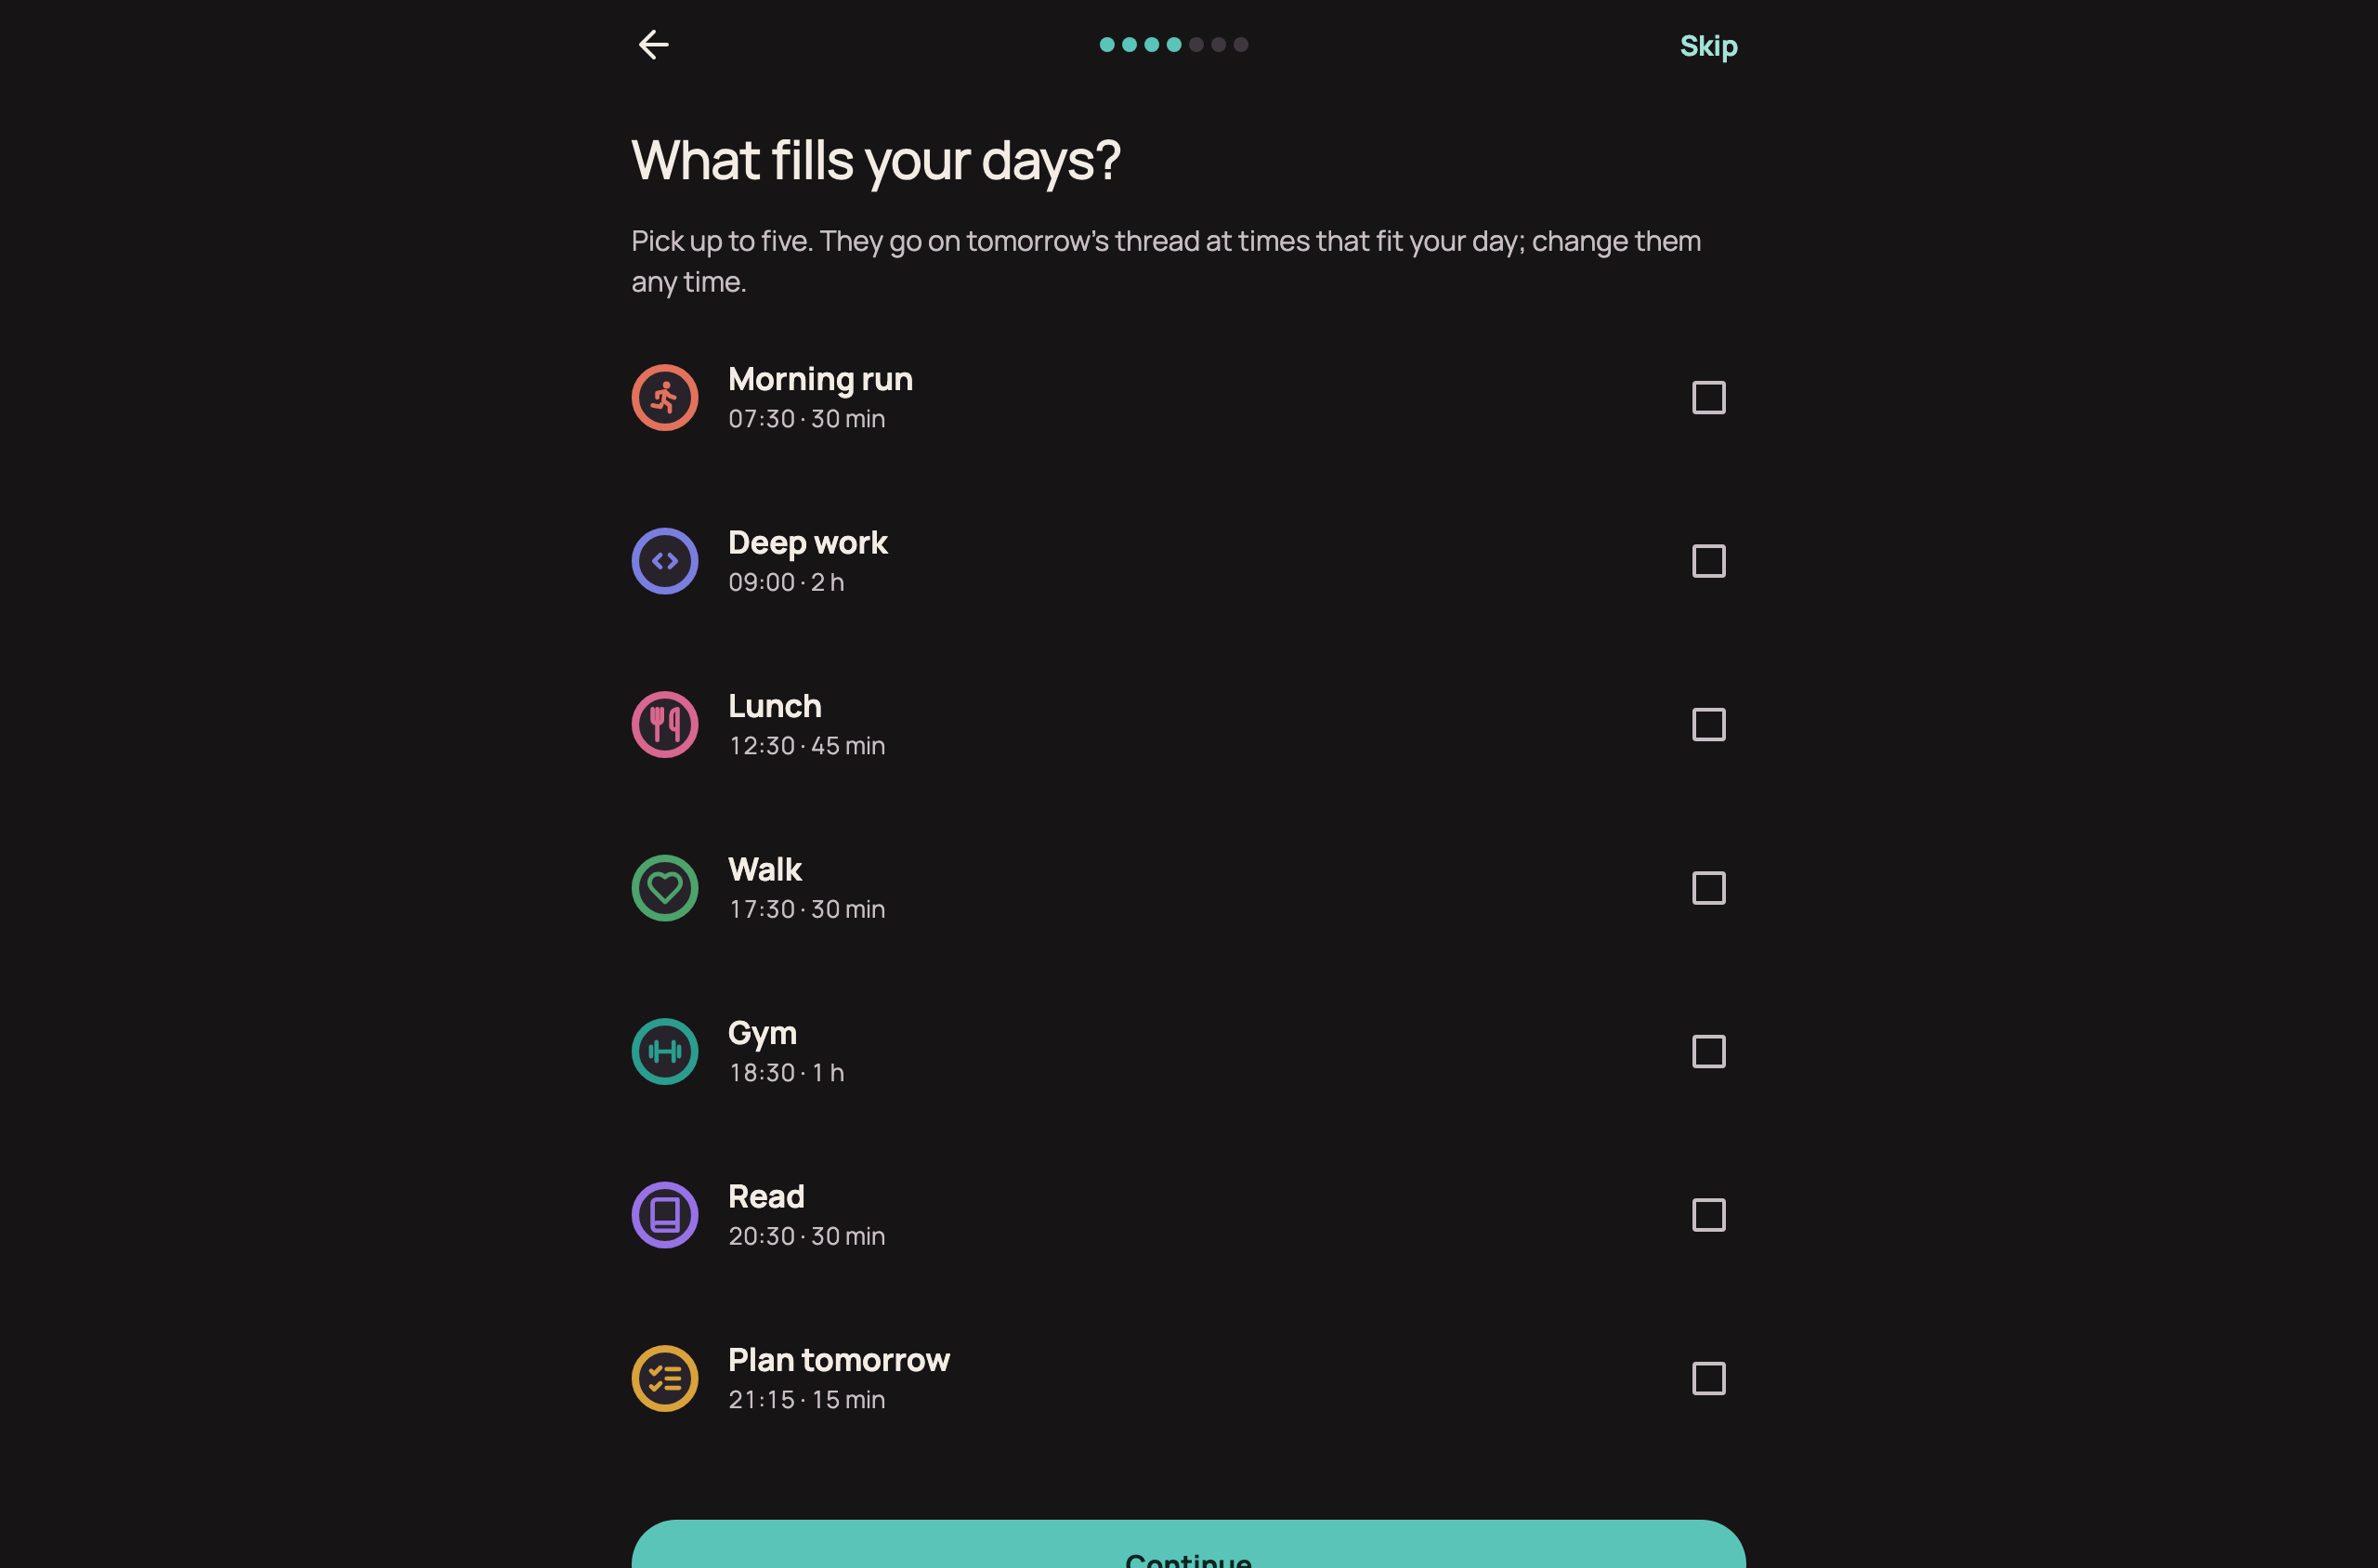 Skip
What fills your days?
Pick up to five. They go on tomorrow’s thread at times that fit your day; change them
any time.
Morning run
07:30 · 30 min
Deep work
09:00 · 2 h
Lunch
12:30 · 45 min
Walk
17:30 · 30 min
Gym
18:30 · 1 h
Read
20:30 · 30 min
Plan tomorrow
21:15 · 15 min
Continue